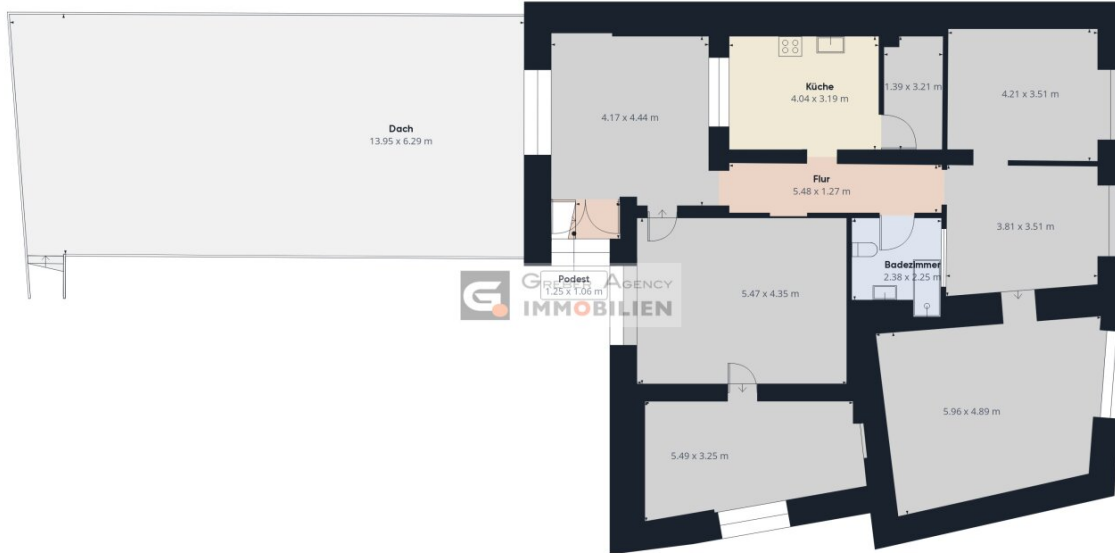 Dach
13.95 x 6.29 m
4.17 x 4.44 m
Küche
4.04 x 3.19 m
1.39 x 3.21 m
4.21 x 3.51 m
Flur
5.48 x 1.27 m
3.81 x 3.51 m
Badezimmer
2.38 x 2.25 m
Podest
1.25 x 1.06 m
G. GREBER AGENCY
IMMOBILIEN
5.47 x 4.35 m
5.96 x 4.89 m
5.49 x 3.25 m